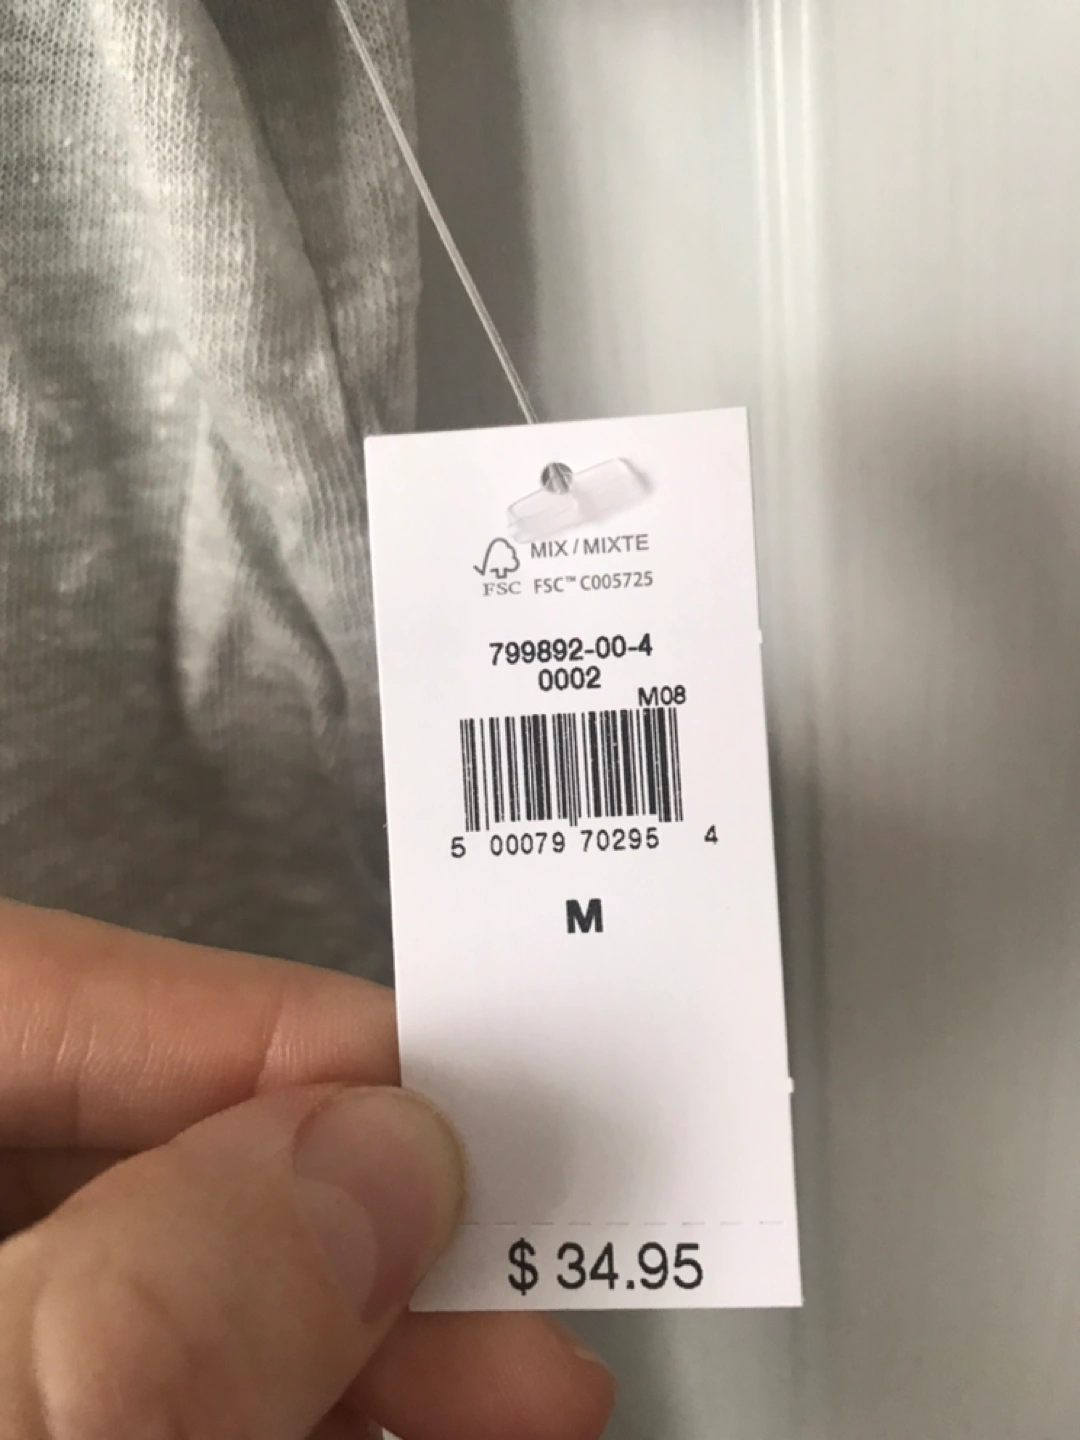 MIX / MIXTE
FSC FSC™ C005725
799892-00-4
0002
M08
5 00079 70295 4
M
$ 34.95